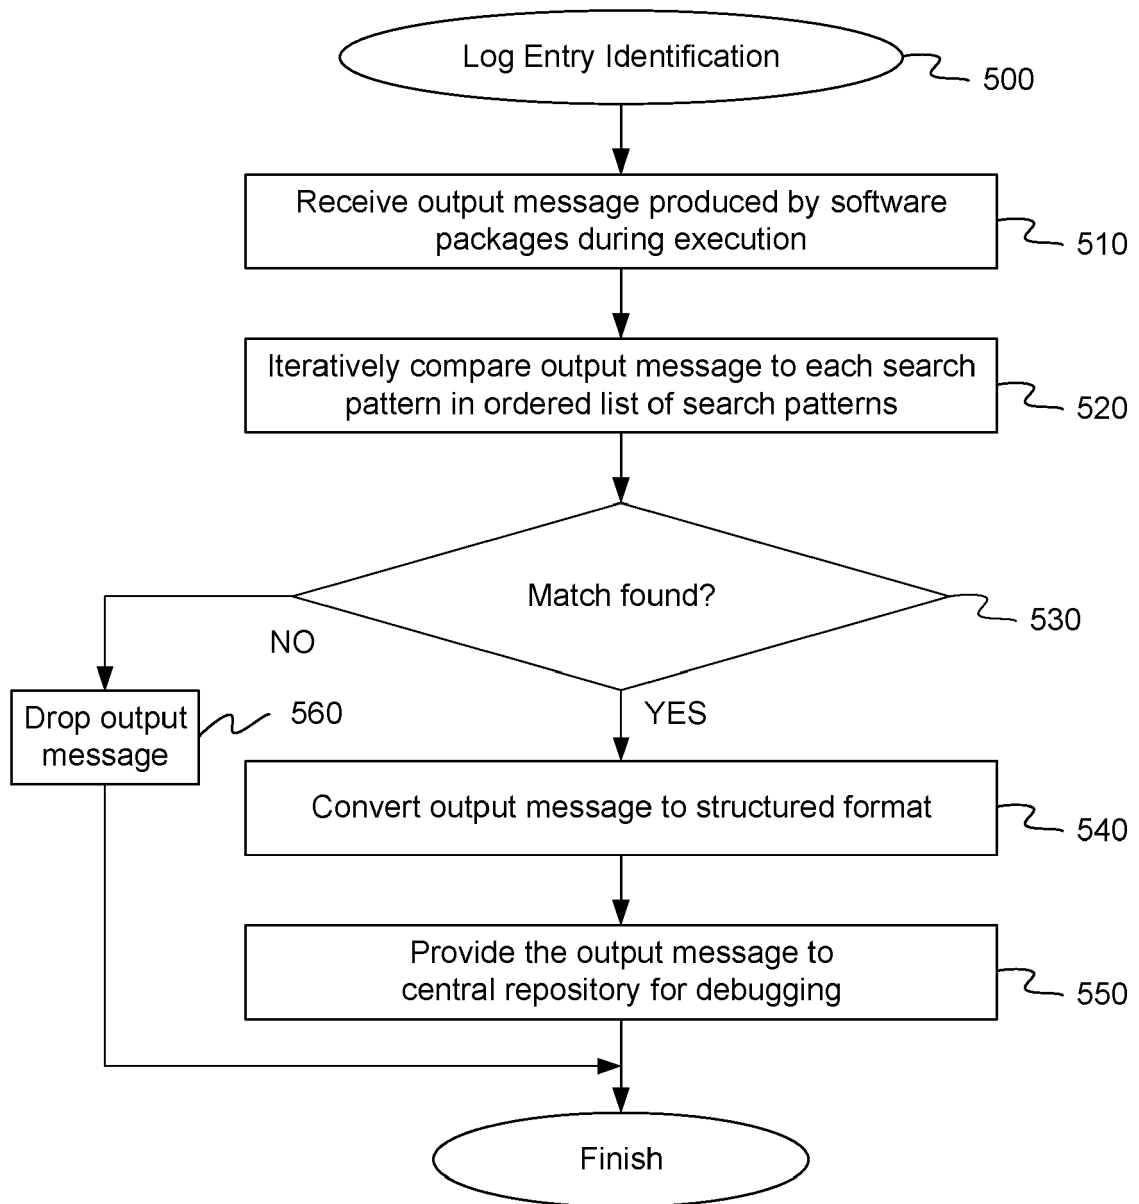 Log Entry Identification
500
Receive output message produced by software
packages during execution
510
Iteratively compare output message to each search
pattern in ordered list of search patterns
520
Match found?
530
NO
YES
Drop output
message
560
Convert output message to structured format
540
Provide the output message to
central repository for debugging
550
Finish